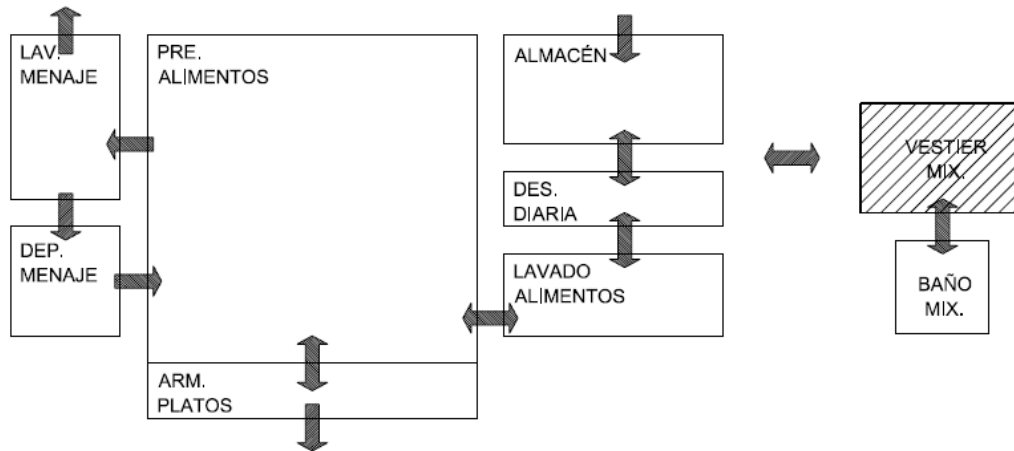 LAV.
MENAJE
PRE.
ALIMENTOS
ALMACÉN
VESTIER
MIX.
DES.
DIARIA
DEP.
MENAJE
LAVADO
ALIMENTOS
BAÑO
MIX.
ARM.
PLATOS